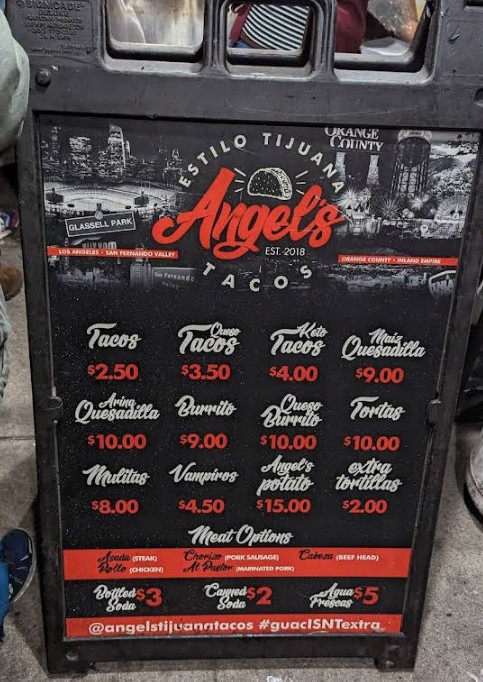 SIGNICADE
ORANGE
COUNTY
ESTILO TIJUANA
GLASSELL PARK
Angel's
EST. 2018
TACOS
LOS ANGELES • SAN FERNANDO VALLEY
ORANGE COUNTY • INLAND EMPIRE
San Fernando
Tacos
$2.50
Queso
Tacos
$3.50
Keto
Tacos
$4.00
Maiz
Quesadilla
$9.00
Arina
Quesadilla
$10.00
Burrito
$9.00
Queso
Burrito
$10.00
Tortas
$10.00
Mulitas
$8.00
Vampiros
$4.50
Angel's
potato
$15.00
extra
tortillas
$2.00
Meat Options
Asada (STEAK)
Chorizo (PORK SAUSAGE)
Cabeza (BEEF HEAD)
Pollo (CHICKEN)
Al Pastor (MARINATED PORK)
Bottled
Soda $3
Canned
Soda $2
Agua
Frescas $5
@angelstijuanatacos #guacISNTextra